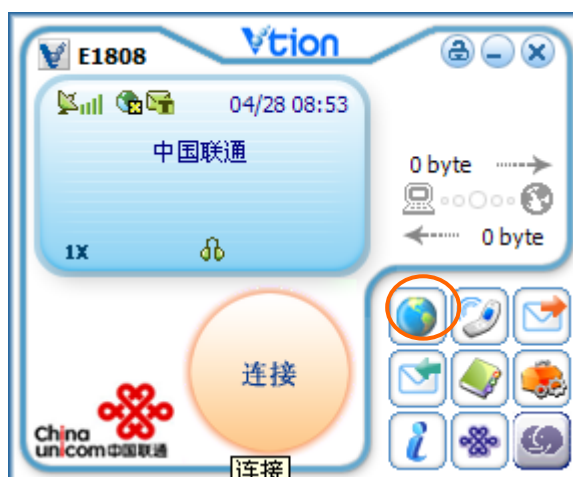 E1808
Vtion
04/28 08:53
中国联通
1X
0 byte
0 byte
连接
China
unicom中国联通
连接